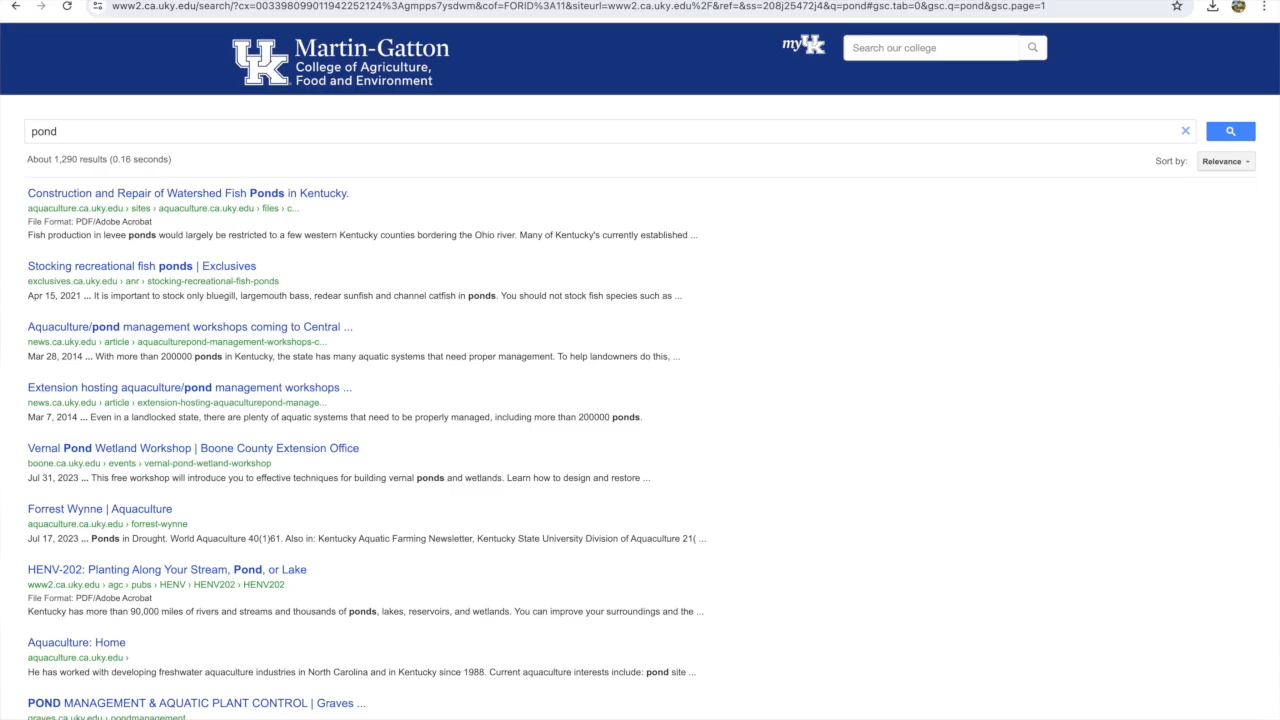 www2.ca.uky.edu/search/?cx=003398099011942252124%3Agmpps7ysdwm&cof=FORID%3A11&siteurl=www2.ca.uky.edu%2F&ref=&ss=208j25472j4&q=pond#gsc.tab=0&gsc.q=pond&gsc.page=1
UK Martin-Gatton
College of Agriculture,
Food and Environment
myUK
Search our college
pond
About 1,290 results (0.16 seconds)
Sort by: Relevance
Construction and Repair of Watershed Fish Ponds in Kentucky.
aquaculture.ca.uky.edu › sites › aquaculture.ca.uky.edu › files › c...
File Format: PDF/Adobe Acrobat
Fish production in levee ponds would largely be restricted to a few western Kentucky counties bordering the Ohio river. Many of Kentucky's currently established ...
Stocking recreational fish ponds | Exclusives
exclusives.ca.uky.edu › anr › stocking-recreational-fish-ponds
Apr 15, 2021 ... It is important to stock only bluegill, largemouth bass, redear sunfish and channel catfish in ponds. You should not stock fish species such as ...
Aquaculture/pond management workshops coming to Central ...
news.ca.uky.edu › article › aquaculturepond-management-workshops-c...
Mar 28, 2014 ... With more than 200000 ponds in Kentucky, the state has many aquatic systems that need proper management. To help landowners do this, ...
Extension hosting aquaculture/pond management workshops ...
news.ca.uky.edu › article › extension-hosting-aquaculturepond-manage...
Mar 7, 2014 ... Even in a landlocked state, there are plenty of aquatic systems that need to be properly managed, including more than 200000 ponds.
Vernal Pond Wetland Workshop | Boone County Extension Office
boone.ca.uky.edu › events › vernal-pond-wetland-workshop
Jul 31, 2023 ... This free workshop will introduce you to effective techniques for building vernal ponds and wetlands. Learn how to design and restore ...
Forrest Wynne | Aquaculture
aquaculture.ca.uky.edu › forrest-wynne
Jul 17, 2023 ... Ponds in Drought. World Aquaculture 40(1)61. Also in: Kentucky Aquatic Farming Newsletter, Kentucky State University Division of Aquaculture 21( ...
HENV-202: Planting Along Your Stream, Pond, or Lake
www2.ca.uky.edu › agc › pubs › HENV › HENV202 › HENV202
File Format: PDF/Adobe Acrobat
Kentucky has more than 90,000 miles of rivers and streams and thousands of ponds, lakes, reservoirs, and wetlands. You can improve your surroundings and the ...
Aquaculture: Home
aquaculture.ca.uky.edu ›
He has worked with developing freshwater aquaculture industries in North Carolina and in Kentucky since 1988. Current aquaculture interests include: pond site ...
POND MANAGEMENT & AQUATIC PLANT CONTROL | Graves ...
graves.ca.uky.edu › pondmanagement